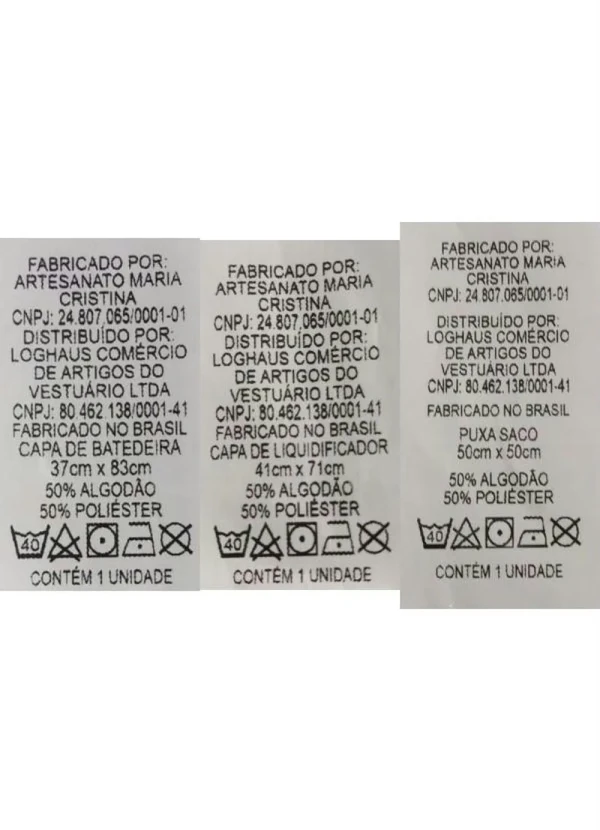 FABRICADO POR:
ARTESANATO MARIA
CRISTINA
CNPJ: 24.807.065/0001-01
DISTRIBUÍDO POR:
LOGHAUS COMÉRCIO
DE ARTIGOS DO
VESTUÁRIO LTDA
CNPJ: 80.462.138/0001-41
FABRICADO NO BRASIL
CAPA DE BATEDEIRA
37cm x 83cm
50% ALGODÃO
50% POLIÉSTER
40
CONTÉM 1 UNIDADE
FABRICADO POR:
ARTESANATO MARIA
CRISTINA
CNPJ: 24.807.065/0001-01
DISTRIBUÍDO POR:
LOGHAUS COMÉRCIO
DE ARTIGOS DO
VESTUÁRIO LTDA
CNPJ: 80.462.138/0001-41
FABRICADO NO BRASIL
CAPA DE LIQUIDIFICADOR
41cm x 71cm
50% ALGODÃO
50% POLIÉSTER
40
CONTÉM 1 UNIDADE
FABRICADO POR:
ARTESANATO MARIA
CRISTINA
CNPJ: 24.807.065/0001-01
DISTRIBUÍDO POR:
LOGHAUS COMÉRCIO
DE ARTIGOS DO
VESTUÁRIO LTDA
CNPJ: 80.462.138/0001-41
FABRICADO NO BRASIL
PUXA SACO
50cm x 50cm
50% ALGODÃO
50% POLIÉSTER
40
CONTÉM 1 UNIDADE